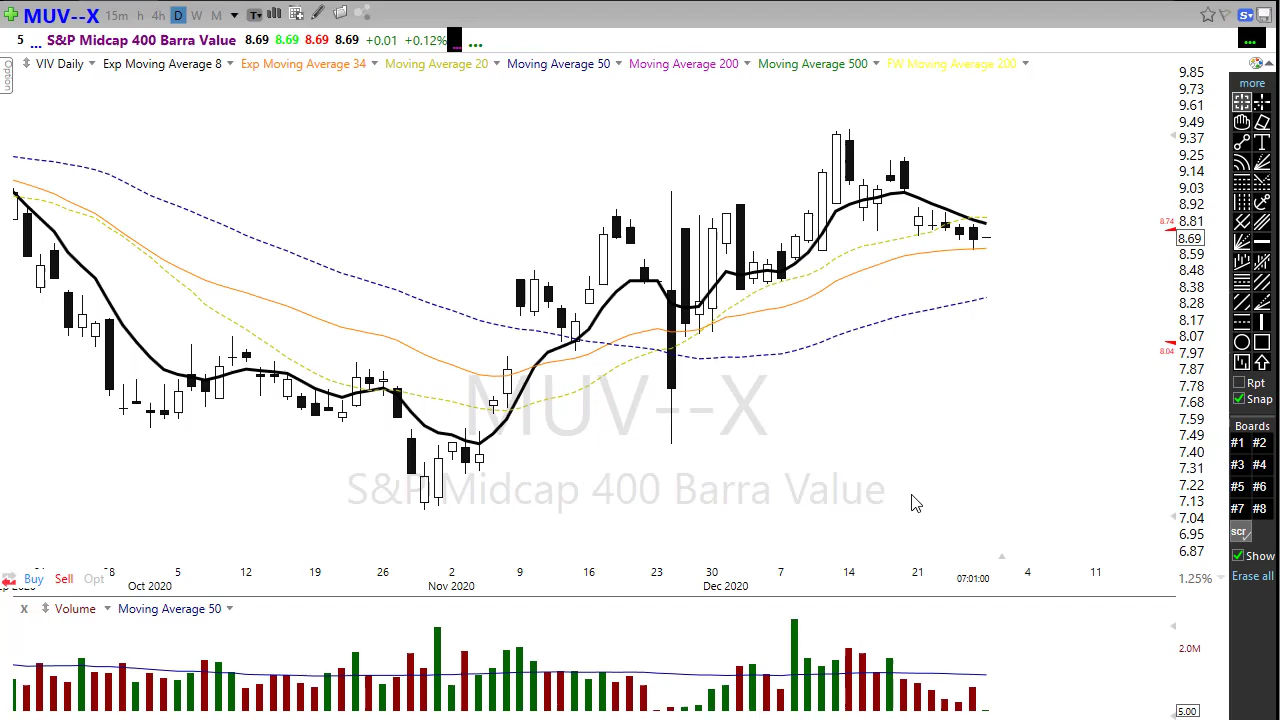 MUV--X 15m h 4h D W M T
5 ... S&P Midcap 400 Barra Value 8.69 8.69 8.69 8.69 +0.01 +0.12% ... ...
VIV Daily Exp Moving Average 8 Exp Moving Average 34 Moving Average 20 Moving Average 50 Moving Average 200 Moving Average 500 FW Moving Average 200
Option
more
9.85
9.73
9.61
9.49
9.37
9.25
9.14
9.03
8.92
8.81
8.74
8.69
8.59
8.48
8.38
8.28
8.17
8.07
8.04
7.97
7.87
7.78
7.68
7.59
7.49
7.40
7.31
7.22
7.13
7.04
6.95
6.87
MUV--X
S&P Midcap 400 Barra Value
T
Rpt
Snap
Boards
#1 #2
#3 #4
#5 #6
#7 #8
scr
Show
Erase all
5 12 19 26 2 9 16 23 30 7 14 21 4 11
Oct 2020 Nov 2020 Dec 2020 07:01:00
Buy Sell Opt 1.25%
X Volume Moving Average 50
2.0M
5.00